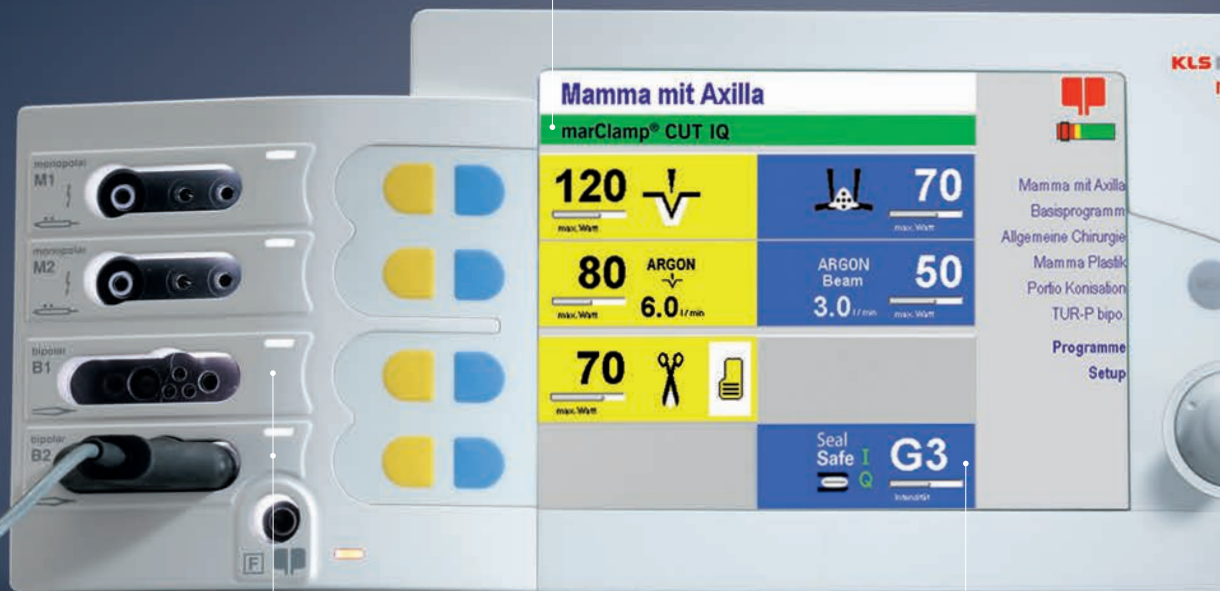 KLS
monopolar
M1
monopolar
M2
bipolar
B1
bipolar
B2
F
Mamma mit Axilla
marClamp® CUT IQ
120
max. Watt
70
max. Watt
80
max. Watt
ARGON
6.0 l/min
ARGON
Beam
3.0 l/min
50
max. Watt
70
max. Watt
Seal
Safe I
Q
G3
Intensität
Mamma mit Axilla
Basisprogramm
Allgemeine Chirurgie
Mamma Plastik
Portio Konisation
TUR-P bipo.
Programme
Setup